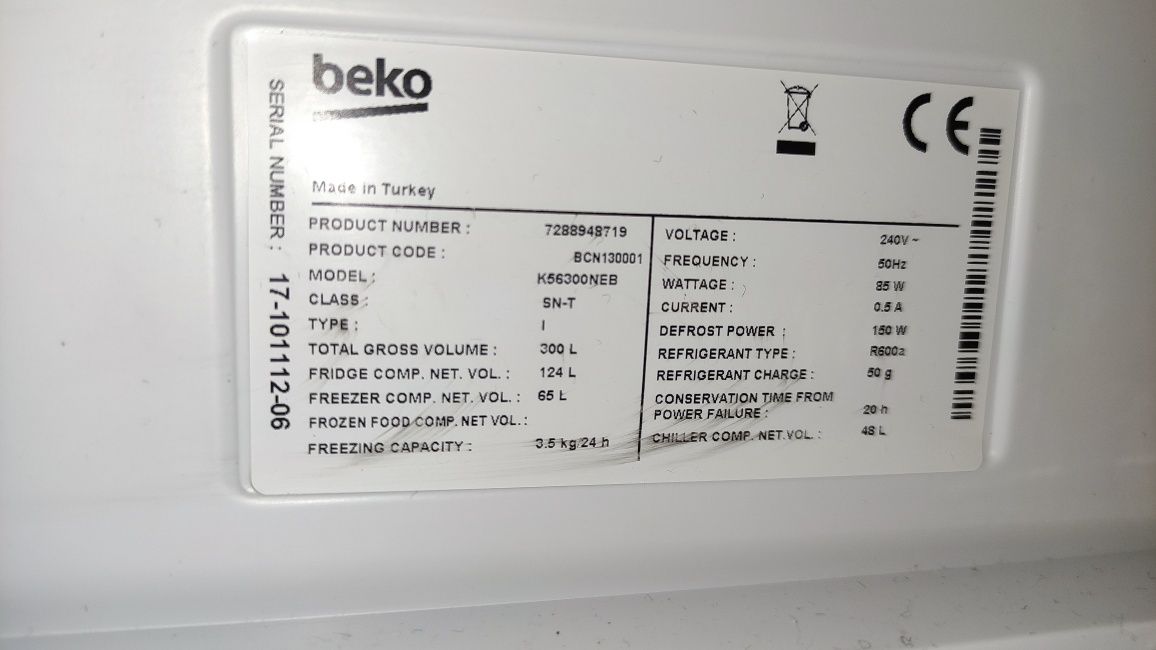 beko
SERIAL NUMBER : 17-101112-06
Made in Turkey
PRODUCT NUMBER : 7288948719
PRODUCT CODE : BCN130001
MODEL : K56300NEB
CLASS : SN-T
TYPE : I
TOTAL GROSS VOLUME : 300 L
FRIDGE COMP. NET. VOL. : 124 L
FREEZER COMP. NET. VOL. : 65 L
FROZEN FOOD COMP. NET VOL. :
FREEZING CAPACITY : 3.5 kg/24 h
CE
VOLTAGE : 240V ~
FREQUENCY : 50Hz
WATTAGE : 85 W
CURRENT : 0.5 A
DEFROST POWER : 150 W
REFRIGERANT TYPE : R600a
REFRIGERANT CHARGE : 50 g
CONSERVATION TIME FROM
POWER FAILURE : 20 h
CHILLER COMP. NET.VOL. : 48 L